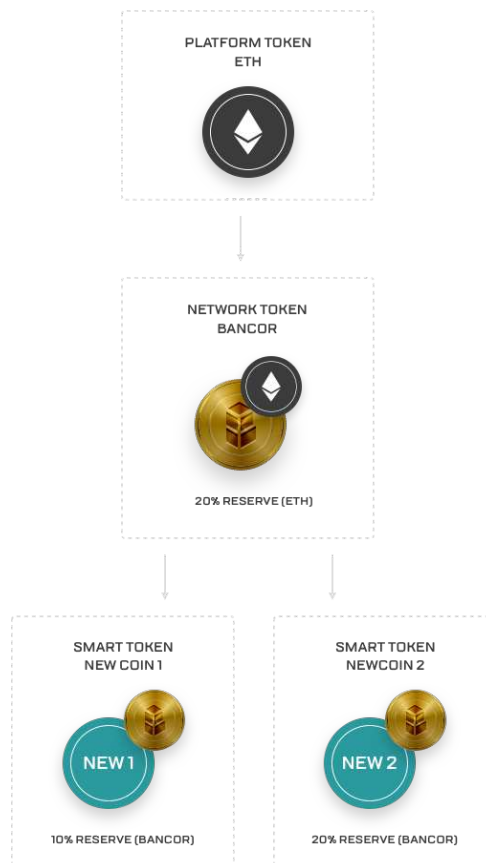 PLATFORM TOKEN
ETH
NETWORK TOKEN
BANCOR
20% RESERVE (ETH)
SMART TOKEN
NEW COIN 1
NEW 1
10% RESERVE (BANCOR)
SMART TOKEN
NEWCOIN 2
NEW 2
20% RESERVE (BANCOR)